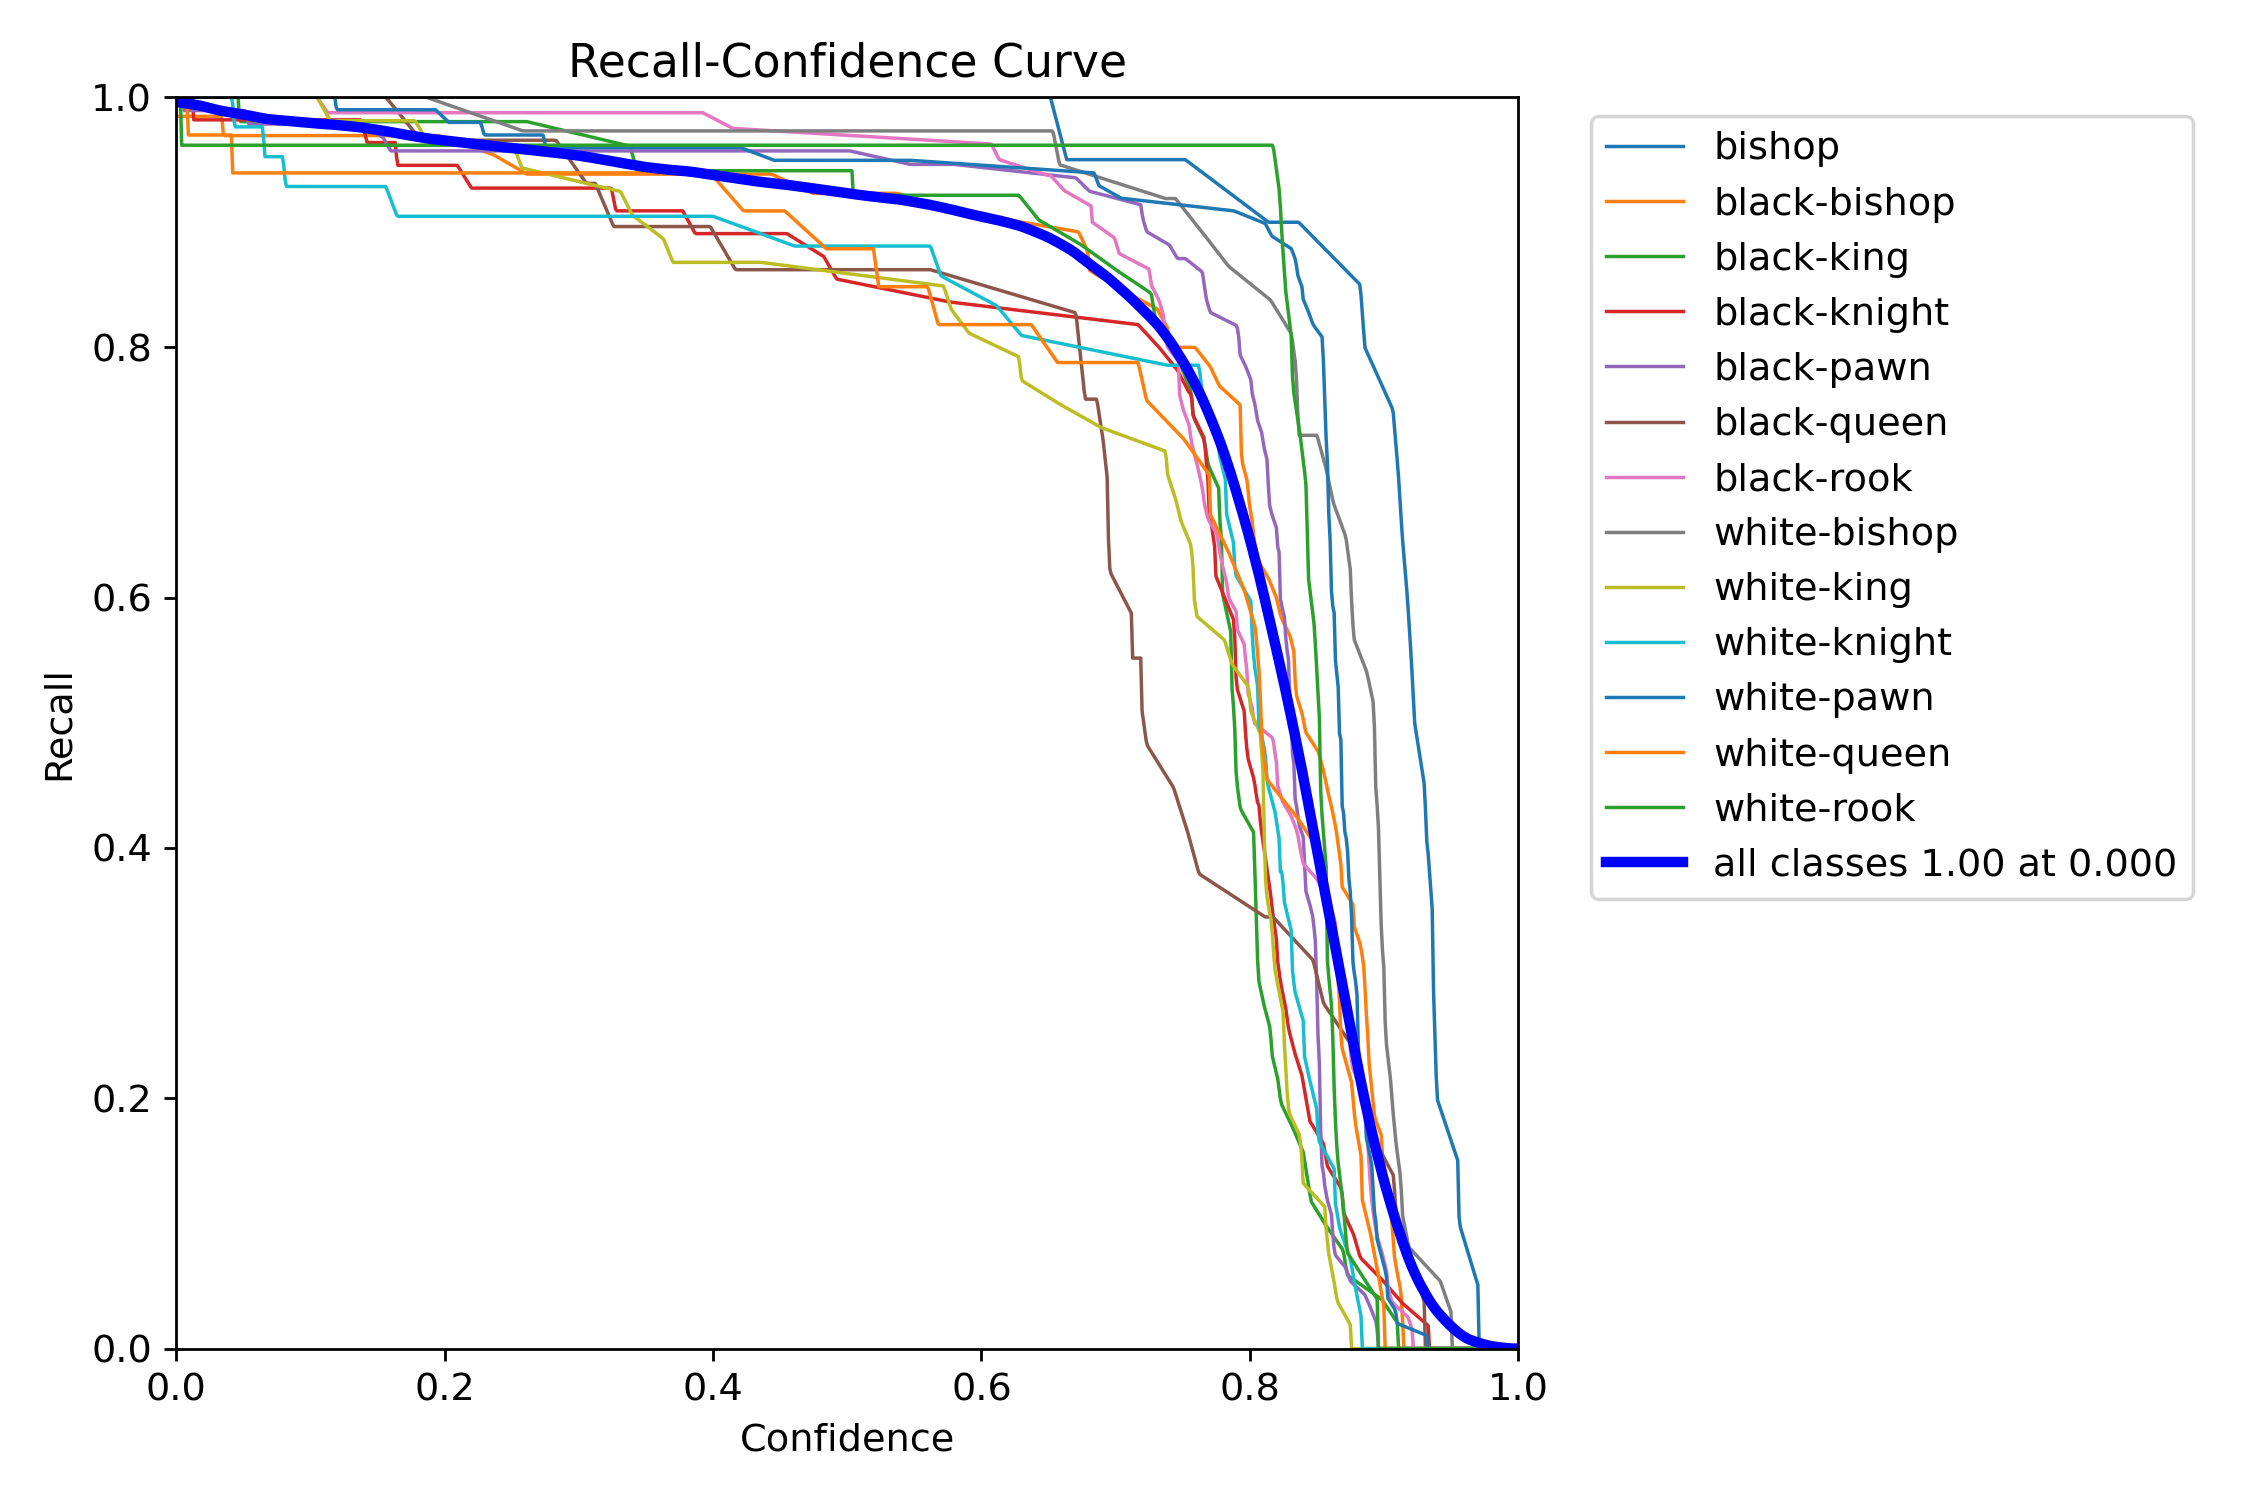 Recall-Confidence Curve
1.0
0.8
0.6
0.4
0.2
0.0
Recall
0.0 0.2 0.4 0.6 0.8 1.0
Confidence
bishop
black-bishop
black-king
black-knight
black-pawn
black-queen
black-rook
white-bishop
white-king
white-knight
white-pawn
white-queen
white-rook
all classes 1.00 at 0.000